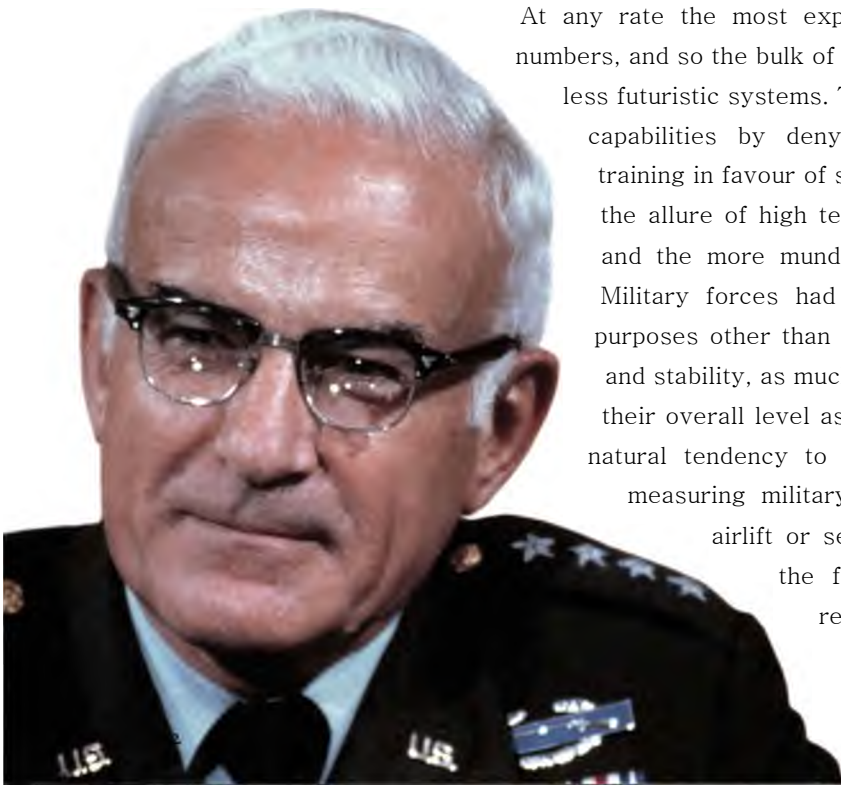 At any rate the most exp
numbers, and so the bulk of
less futuristic systems. T
capabilities by deny
training in favour of s
the allure of high te
and the more mund
Military forces had
purposes other than
and stability, as muc
their overall level as
natural tendency to
measuring military
airlift or se
the f
re
2
U.S.
U.S.